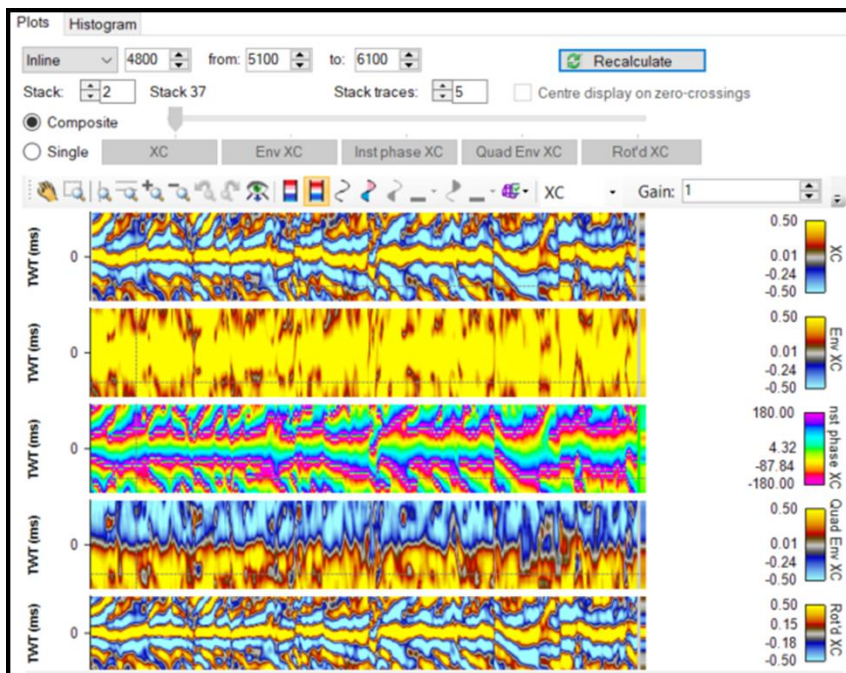 Plots Histogram
Inline 4800 from: 5100 to: 6100 Recalculate
Stack: 2 Stack 37 Stack traces: 5 Centre display on zero-crossings
Composite
Single XC Env XC Inst phase XC Quad Env XC Rot'd XC
XC Gain: 1
TWT (ms) 0 0.50 0.01 -0.24 -0.50 XC
TWT (ms) 0 0.50 0.01 -0.24 -0.50 Env XC
TWT (ms) 0 180.00 4.32 -87.84 -180.00 nst phase XC
TWT (ms) 0 0.50 0.01 -0.24 -0.50 Quad Env XC
TWT (ms) 0 0.50 0.15 -0.18 -0.50 Rot'd XC